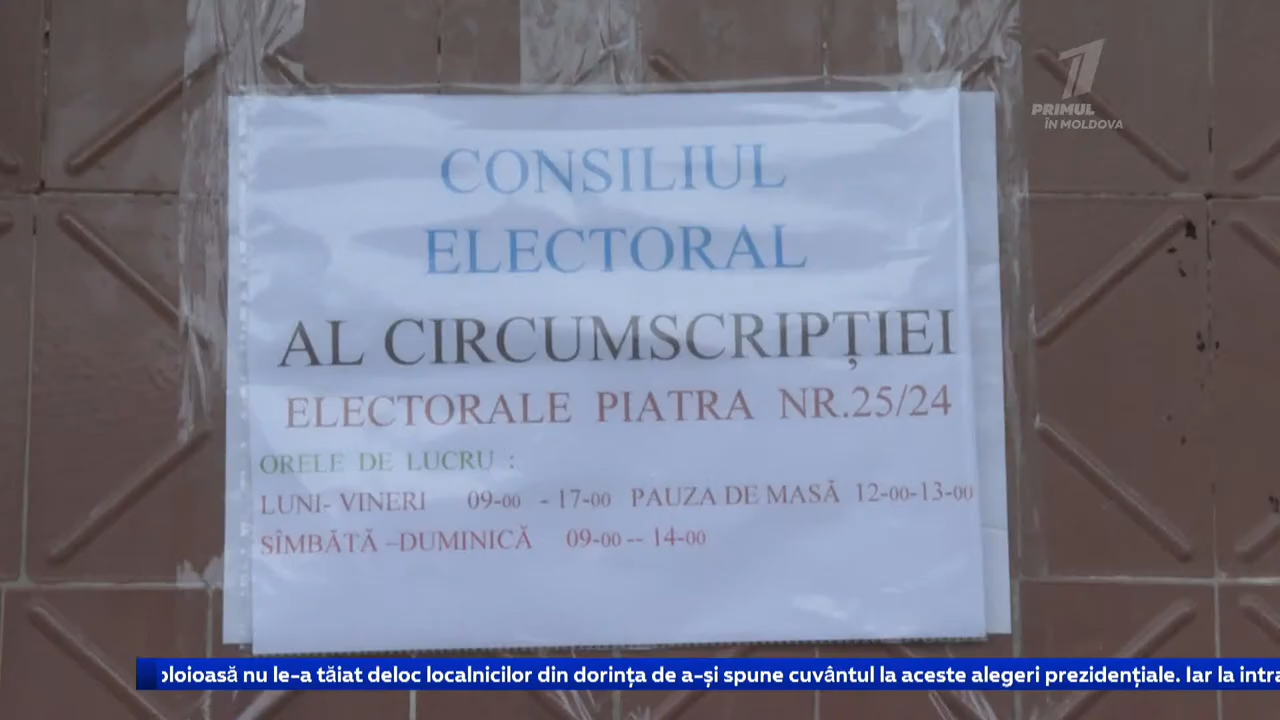 PRIMUL
ÎN MOLDOVA
CONSILIUL
ELECTORAL
AL CIRCUMSCRIPȚIEI
ELECTORALE PIATRA NR.25/24
ORELE DE LUCRU :
LUNI- VINERI 09-00 - 17-00 PAUZA DE MASĂ 12-00-13-00
SÎMBĂTĂ –DUMINICĂ 09-00 -- 14-00
nu le-a tăiat deloc localnicilor din dorința de a-și spune cuvântul la aceste alegeri prezidențiale. Iar la